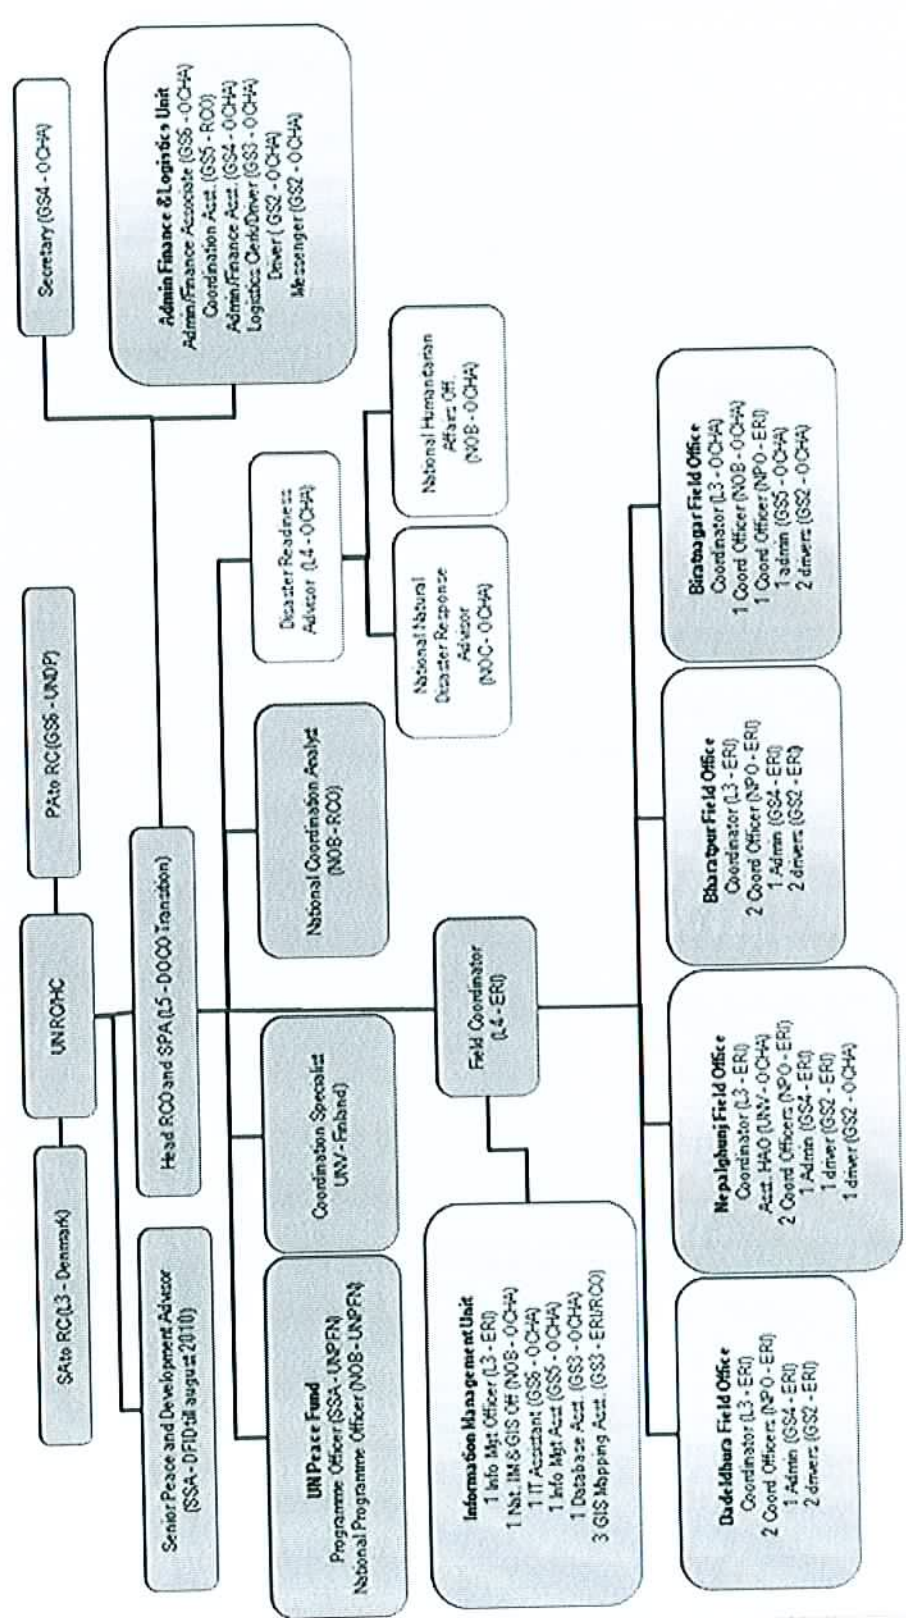 SA to RC (L3 - Denmark)
UNRC/HC
PA to RC (GS6 - UNDP)
Secretary (GS4 - OCHA)
Senior Peace and Development Advisor
(SSA - DFID till august 2010)
Head RCO and SPA (L5 - DOCO Transition)
Admin Finance & Logistics Unit
Admin/Finance Associate (GS6 - OCHA)
Coordination Asst. (GS5 - RCO)
Admin/Finance Asst. (GS4 - OCHA)
Logistics Clerk/Driver (GS3 - OCHA)
Driver ( GS2 - OCHA)
Messenger (GS2 - OCHA)
UN Peace Fund
Programme Officer (SSA - UNPFN)
National Programme Officer (NOB - UNPFN)
Coordination Specialist
UNV - Finland)
National Coordination Analyst
(NOB - RCO)
Disaster Readiness
Advisor (L4 - OCHA)
National Natural
Disaster Response
Advisor
(NOC - OCHA)
National Humanitarian
Affairs Off.
(NOB - OCHA)
Information Management Unit
1 Info Mgt Officer (L3 - ERI)
1 Nat. IM & GIS Off (NOB - OCHA)
1 IT Assistant (GS6 - OCHA)
1 Info Mgt Asst (GS5 - OCHA)
1 Database Asst. (GS3 - OCHA)
3 GIS Mapping Asst. (GS3 - ERI/RCO)
Field Coordinator
(L4 - ERI)
Dadeldhura Field Office
Coordinator (L3 - ERI)
2 Coord Officers (NPO - ERI)
1 Admin (GS4 - ERI)
2 drivers (GS2 - ERI)
Nepalghunj Field Office
Coordinator (L3 - ERI)
Asst. HAO (UNV - OCHA)
2 Coord Officers (NPO - ERI)
1 Admin (GS4 - ERI)
1 driver (GS2 - ERI)
1 driver (GS2 - OCHA)
Bharatpur Field Office
Coordinator (L3 - ERI)
2 Coord Officer (NPO - ERI)
1 Admin (GS4 - ERI)
2 drivers (GS2 - ERI)
Biratnagar Field Office
Coordinator (L3 - OCHA)
1 Coord Officer (NOB - OCHA)
1 Coord Officer (NPO - ERI)
1 admin (GS5 - OCHA)
2 drivers (GS2 - OCHA)